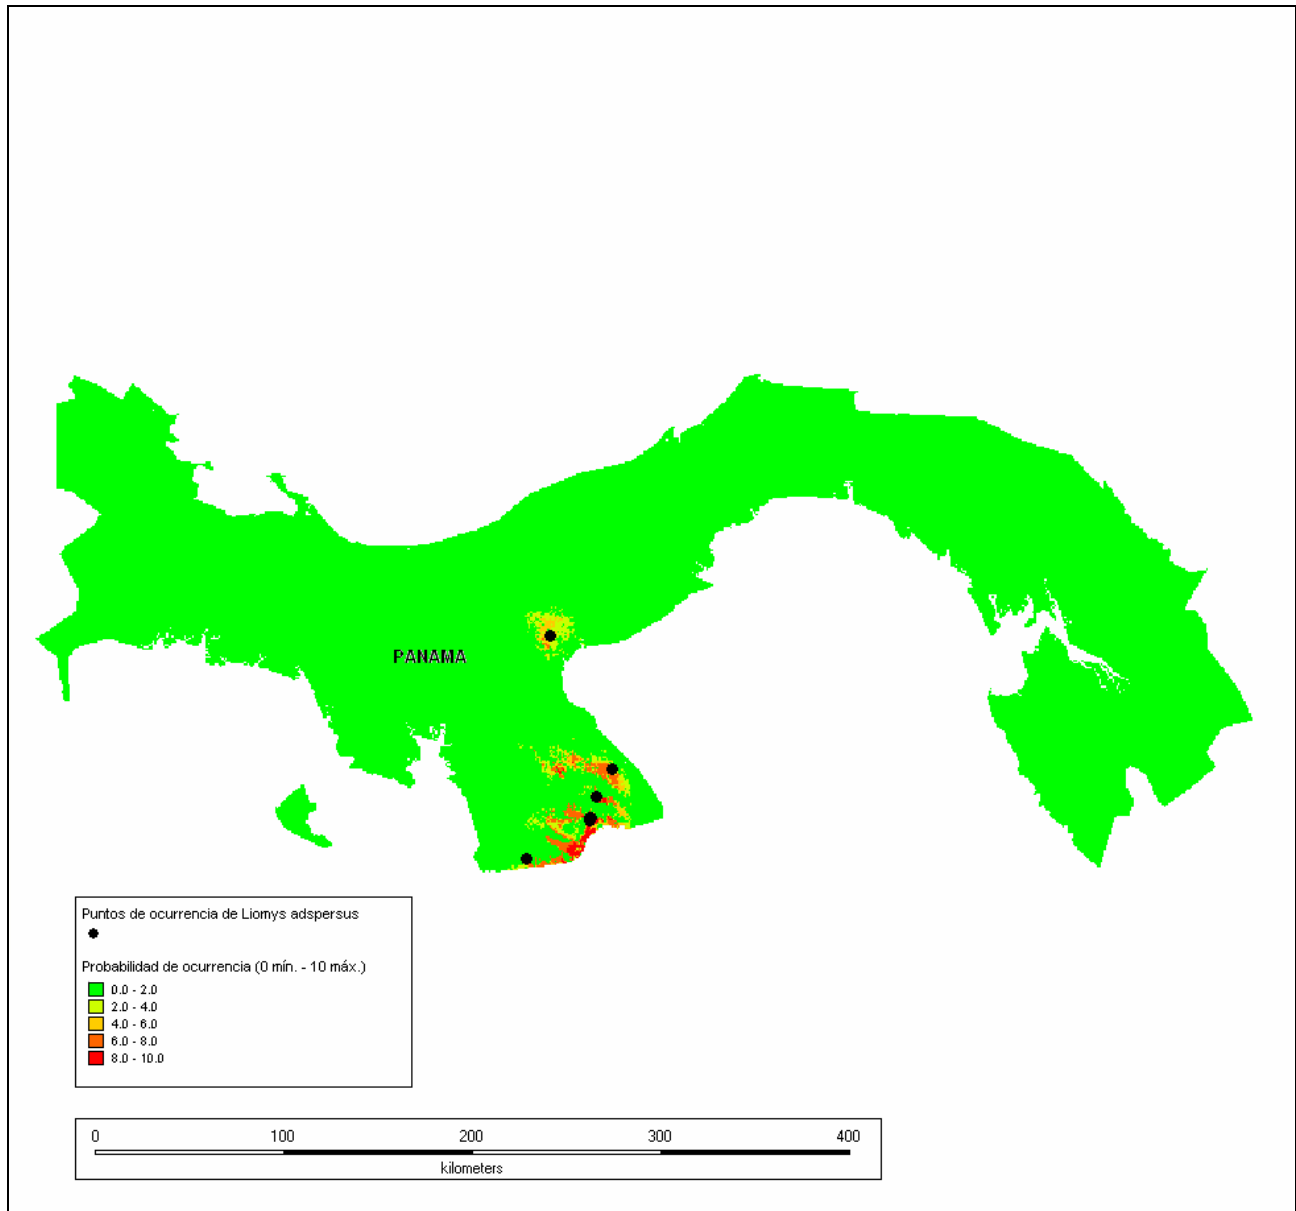 PANAMA
Puntos de ocurrencia de Liomys adspersus
Probabilidad de ocurrencia (0 mín. - 10 máx.)
0.0 - 2.0
2.0 - 4.0
4.0 - 6.0
6.0 - 8.0
8.0 - 10.0
0 100 200 300 400
kilometers